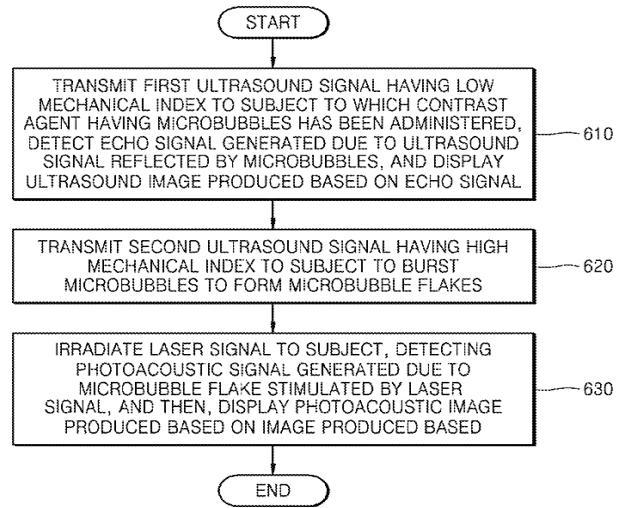 START
TRANSMIT FIRST ULTRASOUND SIGNAL HAVING LOW
MECHANICAL INDEX TO SUBJECT TO WHICH CONTRAST
AGENT HAVING MICROBUBBLES HAS BEEN ADMINISTERED,
DETECT ECHO SIGNAL GENERATED DUE TO ULTRASOUND
SIGNAL REFLECTED BY MICROBUBBLES, AND DISPLAY
ULTRASOUND IMAGE PRODUCED BASED ON ECHO SIGNAL
610
TRANSMIT SECOND ULTRASOUND SIGNAL HAVING HIGH
MECHANICAL INDEX TO SUBJECT TO BURST
MICROBUBBLES TO FORM MICROBUBBLE FLAKES
620
IRRADIATE LASER SIGNAL TO SUBJECT, DETECTING
PHOTOACOUSTIC SIGNAL GENERATED DUE TO
MICROBUBBLE FLAKE STIMULATED BY LASER
SIGNAL, AND THEN, DISPLAY PHOTOACOUSTIC IMAGE
PRODUCED BASED ON IMAGE PRODUCED BASED
630
END